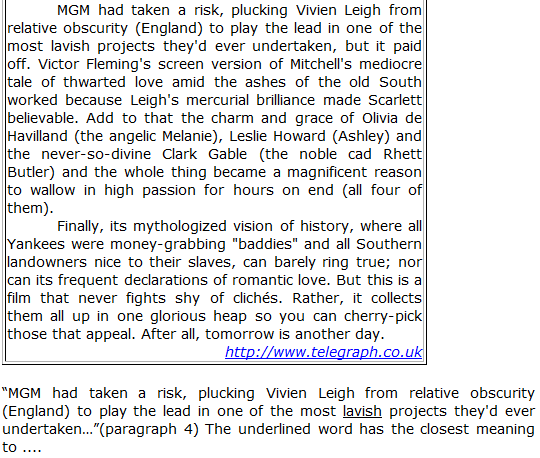 MGM had taken a risk, plucking Vivien Leigh from
relative obscurity (England) to play the lead in one of the
most lavish projects they'd ever undertaken, but it paid
off. Victor Fleming's screen version of Mitchell's mediocre
tale of thwarted love amid the ashes of the old South
worked because Leigh's mercurial brilliance made Scarlett
believable. Add to that the charm and grace of Olivia de
Havilland (the angelic Melanie), Leslie Howard (Ashley) and
the never-so-divine Clark Gable (the noble cad Rhett
Butler) and the whole thing became a magnificent reason
to wallow in high passion for hours on end (all four of
them).
Finally, its mythologized vision of history, where all
Yankees were money-grabbing "baddies" and all Southern
landowners nice to their slaves, can barely ring true; nor
can its frequent declarations of romantic love. But this is a
film that never fights shy of clichés. Rather, it collects
them all up in one glorious heap so you can cherry-pick
those that appeal. After all, tomorrow is another day.
http://www.telegraph.co.uk
“MGM had taken a risk, plucking Vivien Leigh from relative obscurity
(England) to play the lead in one of the most lavish projects they'd ever
undertaken…”(paragraph 4) The underlined word has the closest meaning
to ....